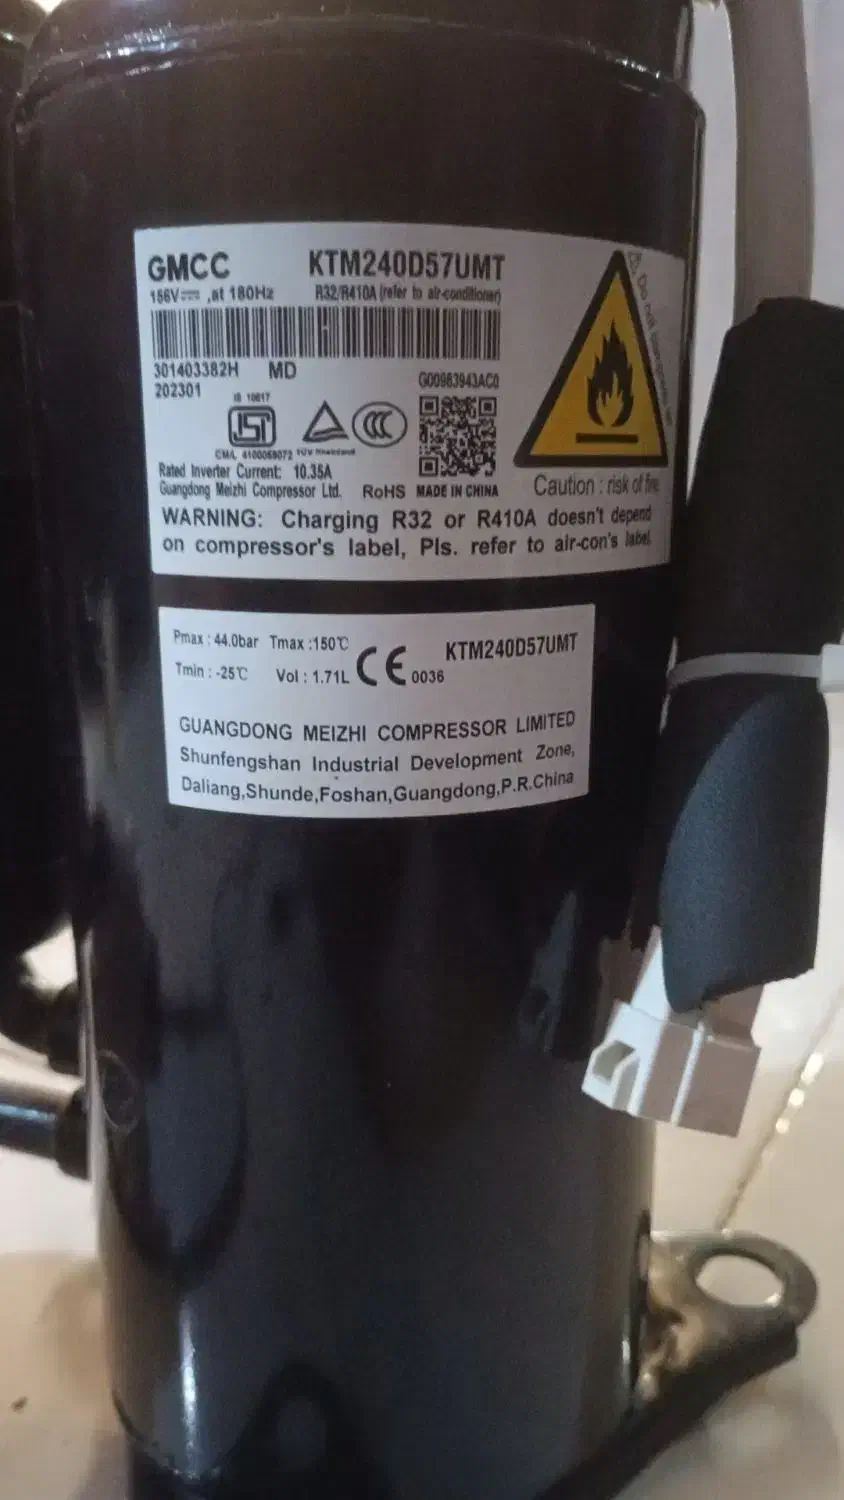 GMCC KTM240D57UMT
156V⎓ ,at 180Hz R32/R410A (refer to air-conditioner)
301403382H MD
202301 G00983943AC0
IS 10617
ISI
CM/L 4100068072 TÜV Rheinland
CCC
Rated Inverter Current: 10.35A
Guangdong Meizhi Compressor Ltd. RoHS MADE IN CHINA
Caution : risk of fire
WARNING: Charging R32 or R410A doesn't depend
on compressor's label, Pls. refer to air-con's label.
Pmax : 44.0bar Tmax :150℃ KTM240D57UMT
Tmin : -25℃ Vol : 1.71L CE 0036
GUANGDONG MEIZHI COMPRESSOR LIMITED
Shunfengshan Industrial Development Zone,
Daliang,Shunde,Foshan,Guangdong,P.R.China